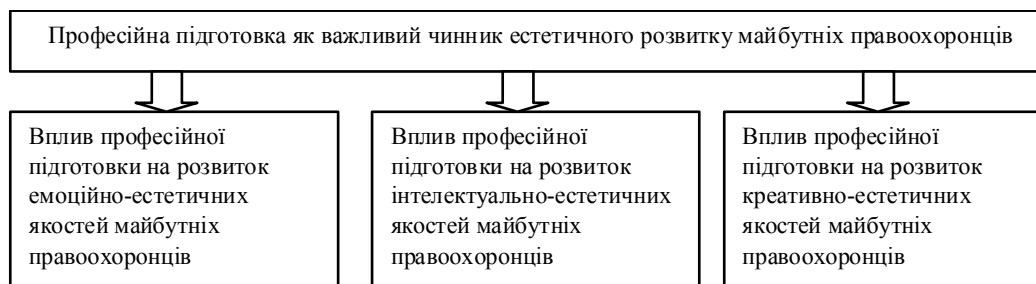 Професійна підготовка як важливий чинник естетичного розвитку майбутніх правоохоронців
Вплив професійної
підготовки на розвиток
емоційно-естетичних
якостей майбутніх
правоохоронців
Вплив професійної
підготовки на розвиток
інтелектуально-естетичних
якостей майбутніх
правоохоронців
Вплив професійної
підготовки на розвиток
креативно-естетичних
якостей майбутніх
правоохоронців